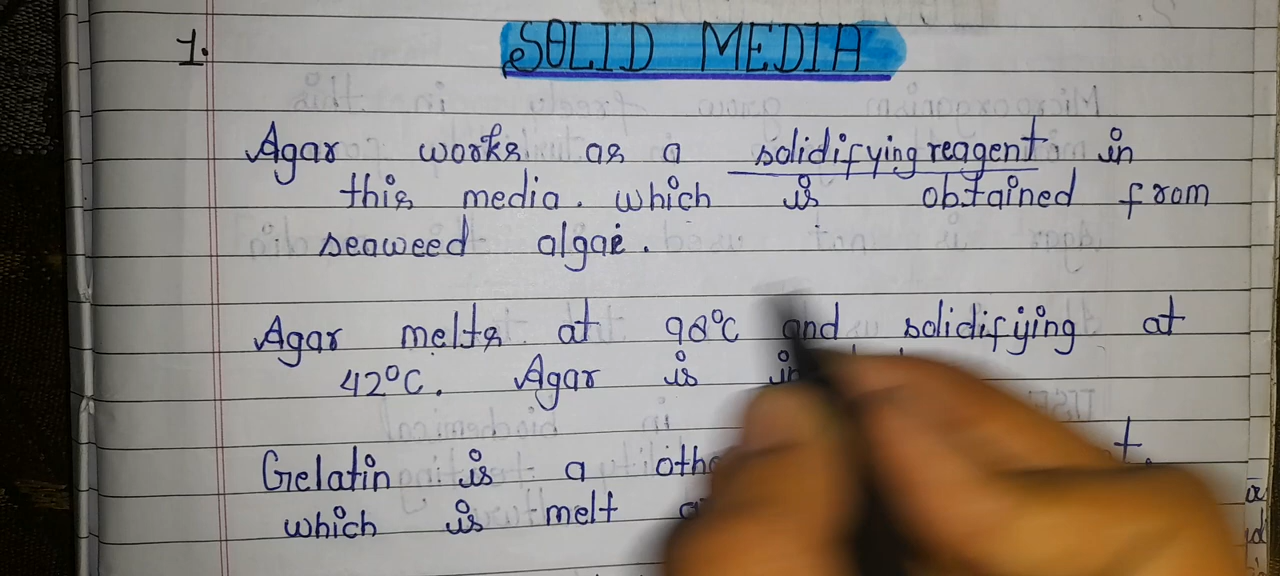 1. SOLID MEDIA
Agar works as a solidifying reagent in
this media. which is obtained from
seaweed algae.
Agar melts at 98°C and solidifying at
42°C. Agar is
Gelatin is a
which is melt